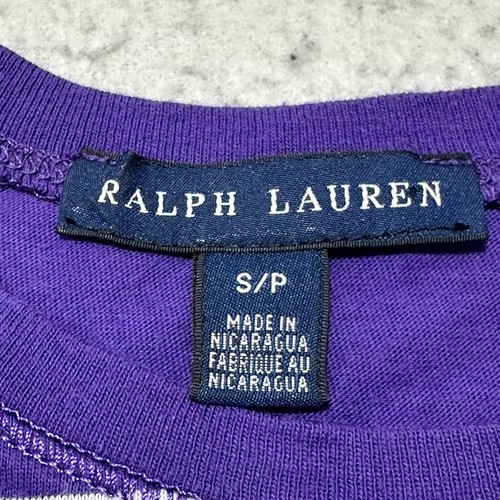 RALPH LAUREN
S/P
MADE IN
NICARAGUA
FABRIQUE AU
NICARAGUA